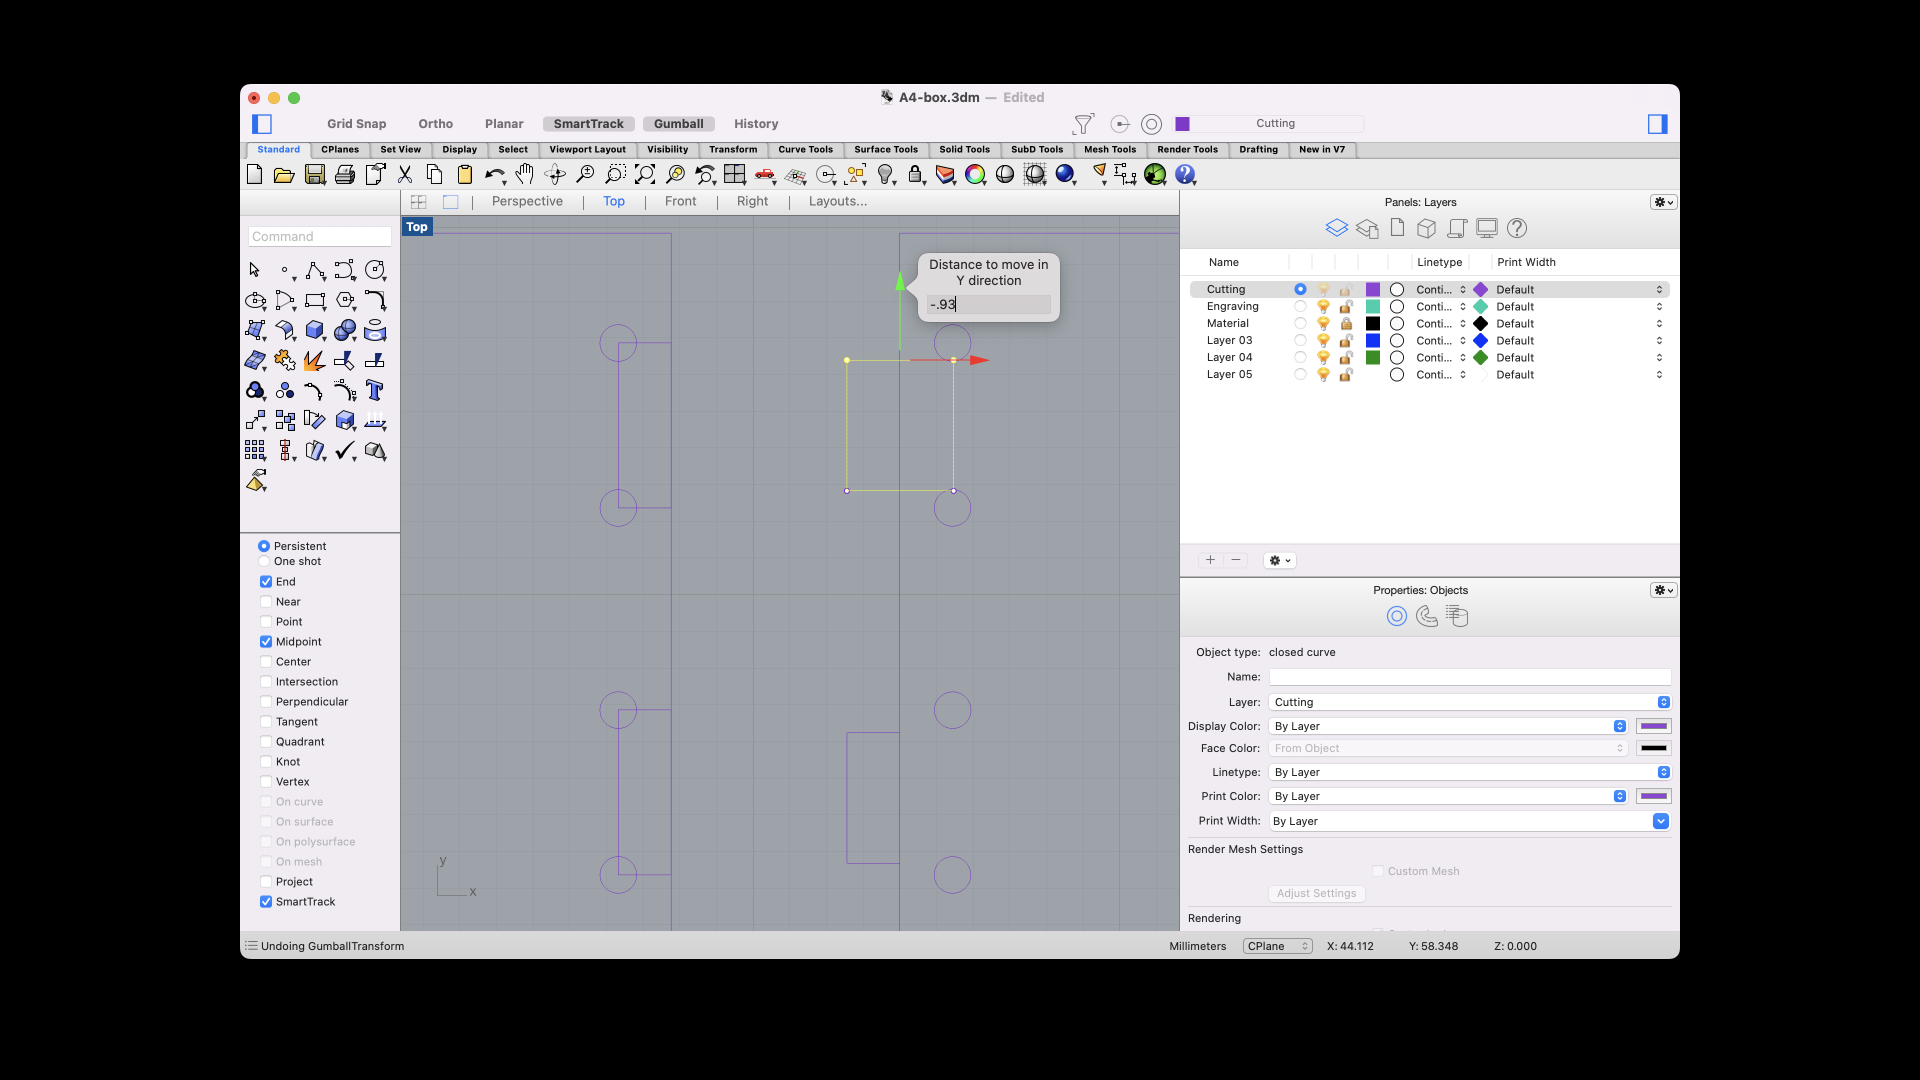 A4-box.3dm — Edited
Grid Snap Ortho Planar SmartTrack Gumball History Cutting
Standard CPlanes Set View Display Select Viewport Layout Visibility Transform Curve Tools Surface Tools Solid Tools SubD Tools Mesh Tools Render Tools Drafting New in V7
Perspective Top Front Right Layouts...
Command
Top
Distance to move in
Y direction
-.93
y
x
Persistent
One shot
End
Near
Point
Midpoint
Center
Intersection
Perpendicular
Tangent
Quadrant
Knot
Vertex
On curve
On surface
On polysurface
On mesh
Project
SmartTrack
Panels: Layers
Name Linetype Print Width
Cutting Conti... Default
Engraving Conti... Default
Material Conti... Default
Layer 03 Conti... Default
Layer 04 Conti... Default
Layer 05 Conti... Default
Properties: Objects
Object type: closed curve
Name:
Layer: Cutting
Display Color: By Layer
Face Color: From Object
Linetype: By Layer
Print Color: By Layer
Print Width: By Layer
Render Mesh Settings
Custom Mesh
Adjust Settings
Rendering
Undoing GumballTransform Millimeters CPlane X: 44.112 Y: 58.348 Z: 0.000